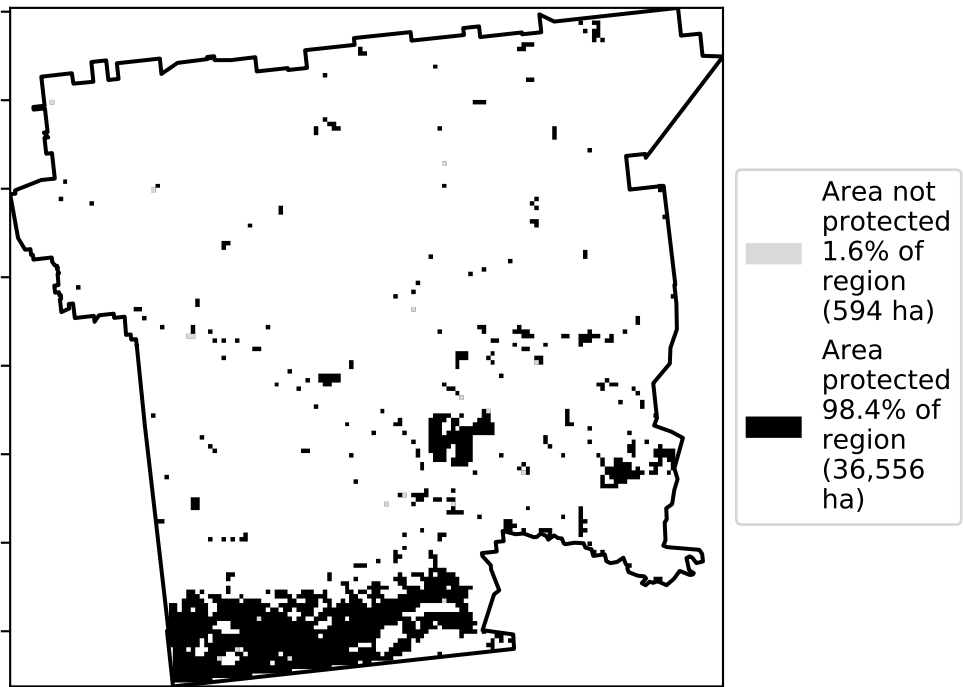 Area not
protected
1.6% of
region
(594 ha)
Area
protected
98.4% of
region
(36,556
ha)